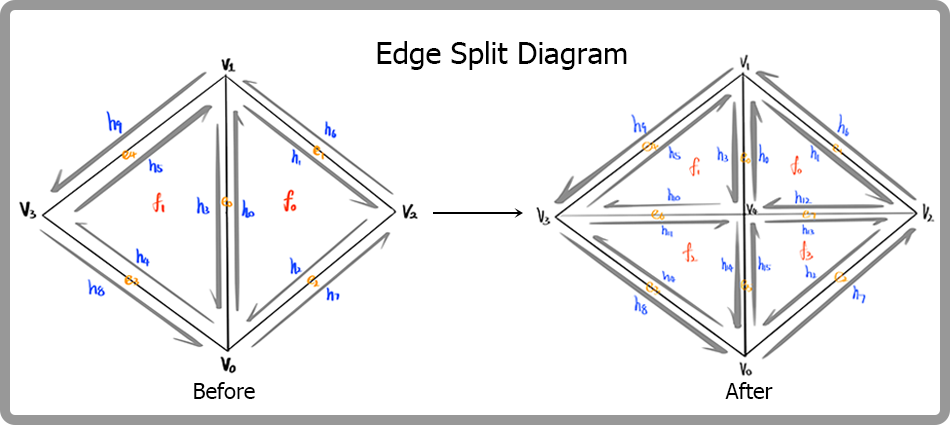 Edge Split Diagram
V₁
h₉
h₆
e₄
h₅
h₁
e₁
V₃
f₁
h₃
e₀
h₀
f₀
V₂
h₄
h₂
e₃
e₂
h₈
h₇
V₀
Before
V₁
h₉
h₆
e₄
h₅
h₃
e₀
h₀
h₁
e₁
f₁
f₀
h₁₀
h₁₂
V₃
e₆
V₄
e₇
V₂
h₁₁
h₁₃
f₂
f₃
h₄
h₁₄
h₁₅
h₂
e₃
e₂
h₈
h₇
V₀
After